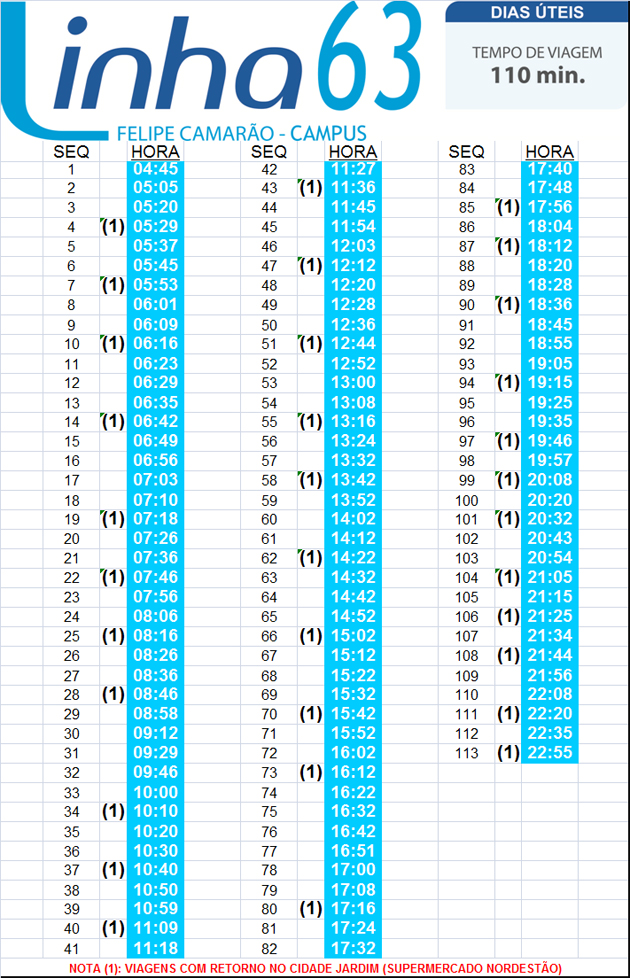 Linha 63
FELIPE CAMARÃO - CAMPUS
DIAS ÚTEIS
TEMPO DE VIAGEM
110 min.
SEQ HORA
1 04:45
2 05:05
3 05:20
4 (1) 05:29
5 05:37
6 05:45
7 (1) 05:53
8 06:01
9 06:09
10 (1) 06:16
11 06:23
12 06:29
13 06:35
14 (1) 06:42
15 06:49
16 06:56
17 07:03
18 07:10
19 (1) 07:18
20 07:26
21 07:36
22 (1) 07:46
23 07:56
24 08:06
25 (1) 08:16
26 08:26
27 08:36
28 (1) 08:46
29 08:58
30 09:12
31 09:29
32 09:46
33 10:00
34 (1) 10:10
35 10:20
36 10:30
37 (1) 10:40
38 10:50
39 10:59
40 (1) 11:09
41 11:18
SEQ HORA
42 11:27
43 (1) 11:36
44 11:45
45 11:54
46 12:03
47 (1) 12:12
48 12:20
49 12:28
50 12:36
51 (1) 12:44
52 12:52
53 13:00
54 13:08
55 (1) 13:16
56 13:24
57 13:32
58 (1) 13:42
59 13:52
60 14:02
61 14:12
62 (1) 14:22
63 14:32
64 14:42
65 14:52
66 (1) 15:02
67 15:12
68 15:22
69 15:32
70 (1) 15:42
71 15:52
72 16:02
73 (1) 16:12
74 16:22
75 16:32
76 16:42
77 16:51
78 17:00
79 17:08
80 (1) 17:16
81 17:24
82 17:32
SEQ HORA
83 17:40
84 17:48
85 (1) 17:56
86 18:04
87 (1) 18:12
88 18:20
89 18:28
90 (1) 18:36
91 18:45
92 18:55
93 19:05
94 (1) 19:15
95 19:25
96 19:35
97 (1) 19:46
98 19:57
99 (1) 20:08
100 20:20
101 (1) 20:32
102 20:43
103 20:54
104 (1) 21:05
105 21:15
106 (1) 21:25
107 21:34
108 (1) 21:44
109 21:56
110 22:08
111 (1) 22:20
112 22:35
113 (1) 22:55
NOTA (1): VIAGENS COM RETORNO NO CIDADE JARDIM (SUPERMERCADO NORDESTÃO)